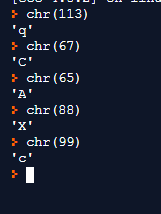 > chr(113)
'q'
> chr(67)
'C'
> chr(65)
'A'
> chr(88)
'X'
> chr(99)
'c'
>